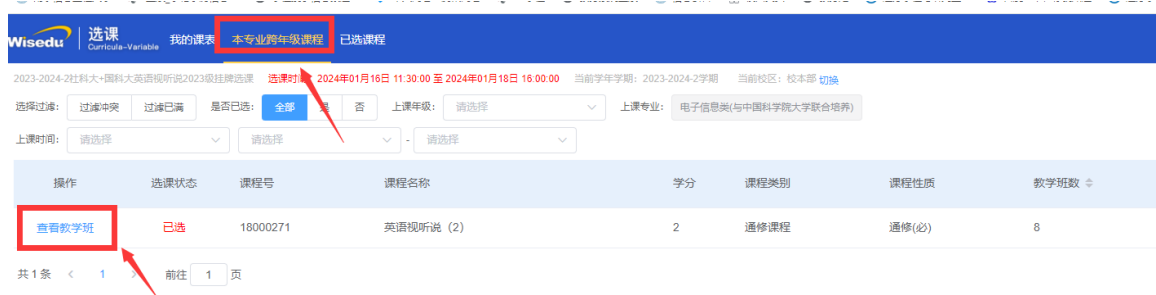 Wisedu 选课 Curricula-Variable 我的课表 本专业跨年级课程 已选课程
2023-2024-2社科大+国科大英语视听说2023级挂牌选课 选课时 2024年01月16日 11:30:00 至 2024年01月18日 16:00:00 当前学年学期：2023-2024-2学期 当前校区：校本部 切换
选择过滤： 过滤冲突 过滤已满 是否已选： 全部 是 否 上课年级： 请选择 上课专业： 电子信息类(与中国科学院大学联合培养)
上课时间： 请选择 请选择 - 请选择
操作 选课状态 课程号 课程名称 学分 课程类别 课程性质 教学班数
查看教学班 已选 18000271 英语视听说（2） 2 通修课程 通修(必) 8
共1条 < 1 > 前往 1 页